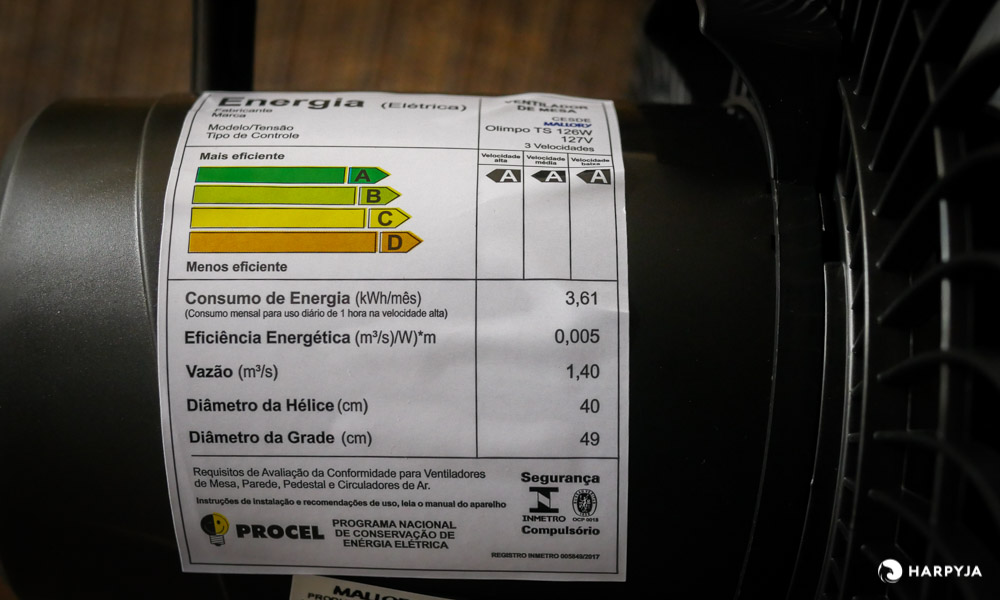 Energia (Elétrica)
Fabricante
Marca
Modelo/Tensão
Tipo de Controle
VENTILADOR
DE MESA
CESDE
MALLORY
Olimpo TS 126W
127V
3 Velocidades
Mais eficiente
Velocidade
alta
Velocidade
média
Velocidade
baixa
A
B
C
D
A A A
Menos eficiente
Consumo de Energia (kWh/mês) 3,61
(Consumo mensal para uso diário de 1 hora na velocidade alta)
Eficiência Energética (m³/s)/W)*m 0,005
Vazão (m³/s) 1,40
Diâmetro da Hélice (cm) 40
Diâmetro da Grade (cm) 49
Requisitos de Avaliação da Conformidade para Ventiladores
de Mesa, Parede, Pedestal e Circuladores de Ar.
Instruções de instalação e recomendações de uso, leia o manual do aparelho
PROCEL
PROGRAMA NACIONAL
DE CONSERVAÇÃO DE
ENÉRGIA ELÉTRICA
Segurança
INMETRO
OCP 0018
Compulsório
REGISTRO INMETRO 005849/2017
MALLORY
HARPYJA